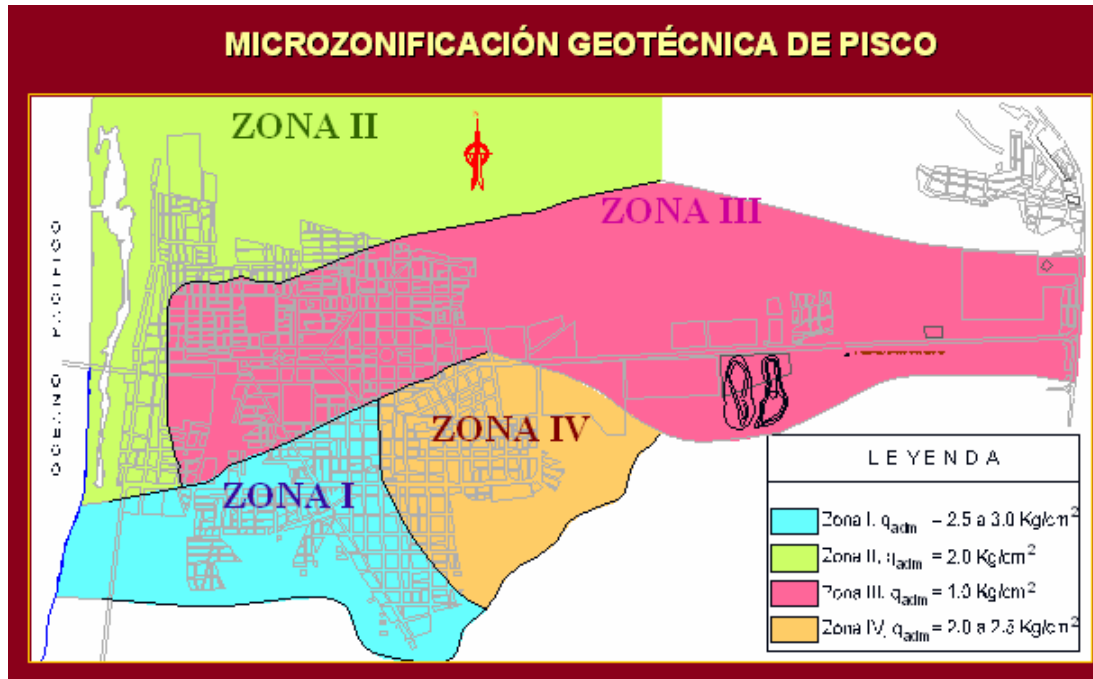 MICROZONIFICACIÓN GEOTÉCNICA DE PISCO
ZONA II
ZONA III
OCEANO PACIFICO
ZONA IV
ZONA I
LEYENDA
Zona I. qadm = 2.5 a 3.0 Kg/cm2
Zona II, qadm = 2.0 Kg/cm2
Zona III. qadm = 1.0 Kg/cm2
Zona IV, qadm = 2.0 a 2.5 Kg/cm2